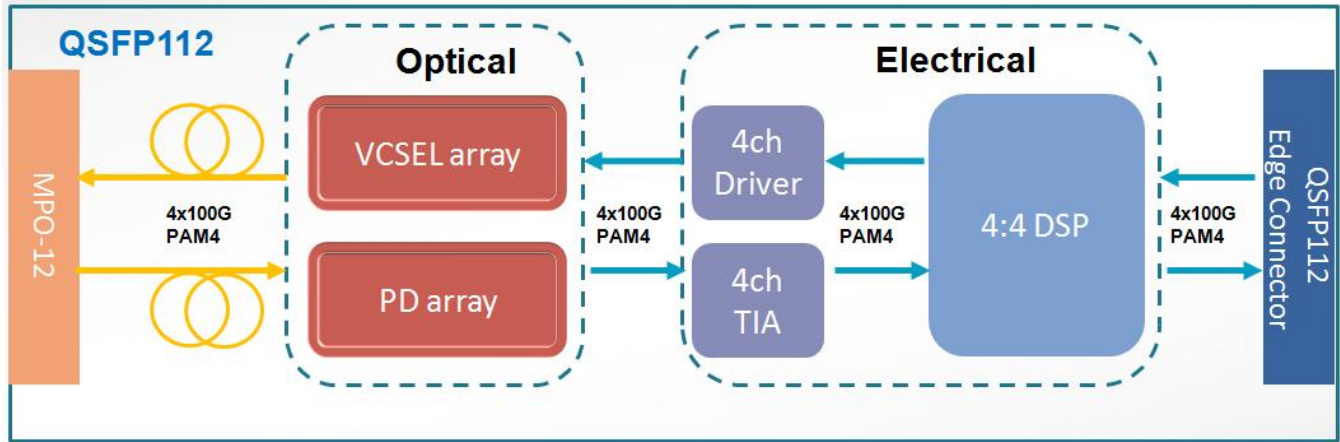 QSFP112
Optical
Electrical
MPO-12
VCSEL array
PD array
4x100G
PAM4
4x100G
PAM4
4ch
Driver
4ch
TIA
4x100G
PAM4
4:4 DSP
4x100G
PAM4
QSFP112
Edge Connector